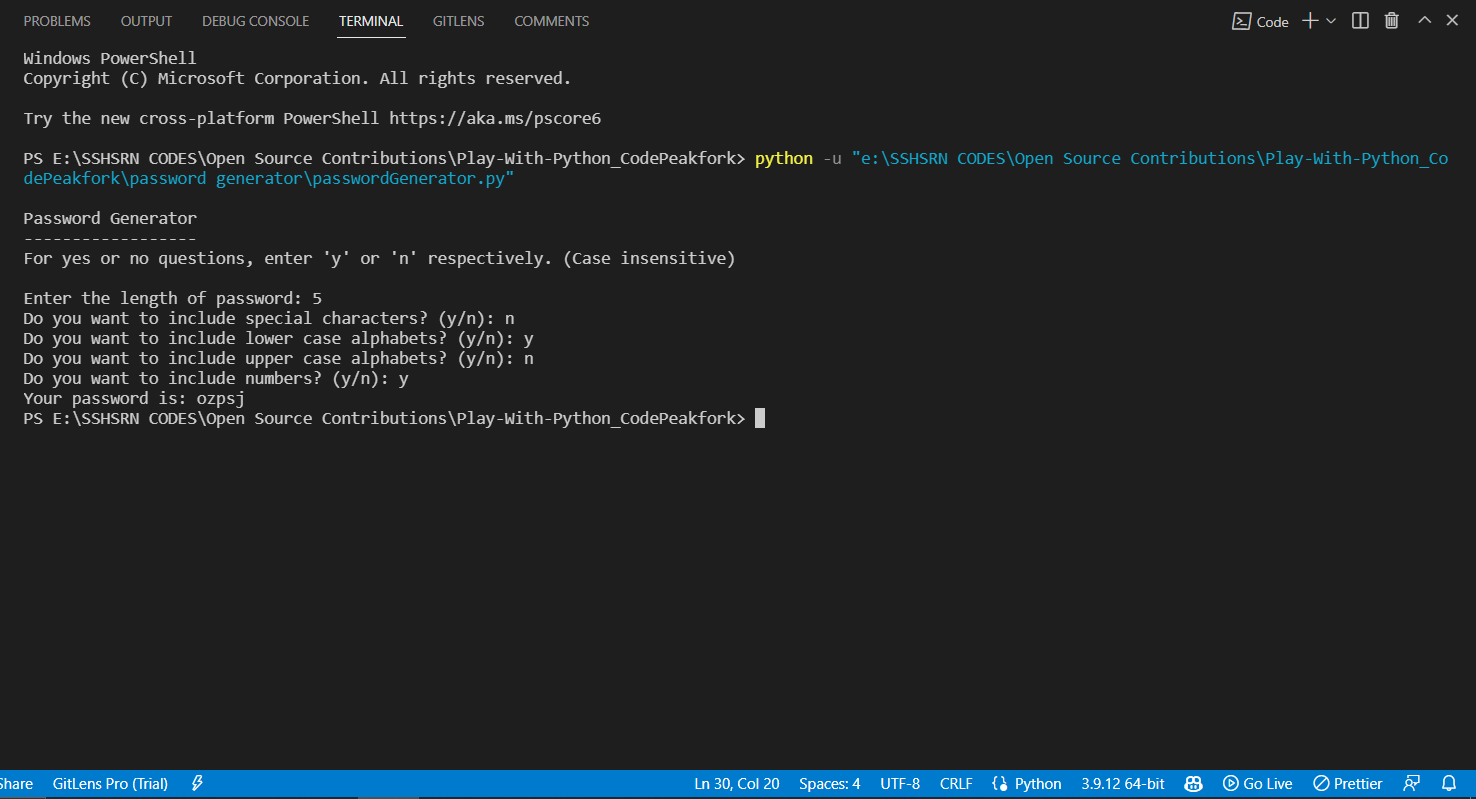 PROBLEMS OUTPUT DEBUG CONSOLE TERMINAL GITLENS COMMENTS Code
Windows PowerShell
Copyright (C) Microsoft Corporation. All rights reserved.
Try the new cross-platform PowerShell https://aka.ms/pscore6
PS E:\SSHSRN CODES\Open Source Contributions\Play-With-Python_CodePeakfork> python -u "e:\SSHSRN CODES\Open Source Contributions\Play-With-Python_Co
dePeakfork\password generator\passwordGenerator.py"
Password Generator
------------------
For yes or no questions, enter 'y' or 'n' respectively. (Case insensitive)
Enter the length of password: 5
Do you want to include special characters? (y/n): n
Do you want to include lower case alphabets? (y/n): y
Do you want to include upper case alphabets? (y/n): n
Do you want to include numbers? (y/n): y
Your password is: ozpsj
PS E:\SSHSRN CODES\Open Source Contributions\Play-With-Python_CodePeakfork>
Share GitLens Pro (Trial) Ln 30, Col 20 Spaces: 4 UTF-8 CRLF Python 3.9.12 64-bit Go Live Prettier